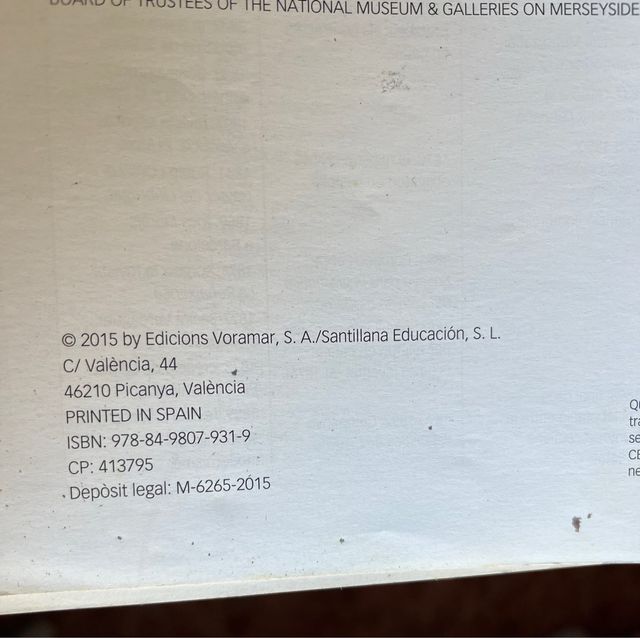 BOARD OF TRUSTEES OF THE NATIONAL MUSEUM & GALLERIES ON MERSEYSIDE
© 2015 by Edicions Voramar, S. A./Santillana Educación, S. L.
C/ València, 44
46210 Picanya, València
PRINTED IN SPAIN
ISBN: 978-84-9807-931-9
CP: 413795
Depòsit legal: M-6265-2015